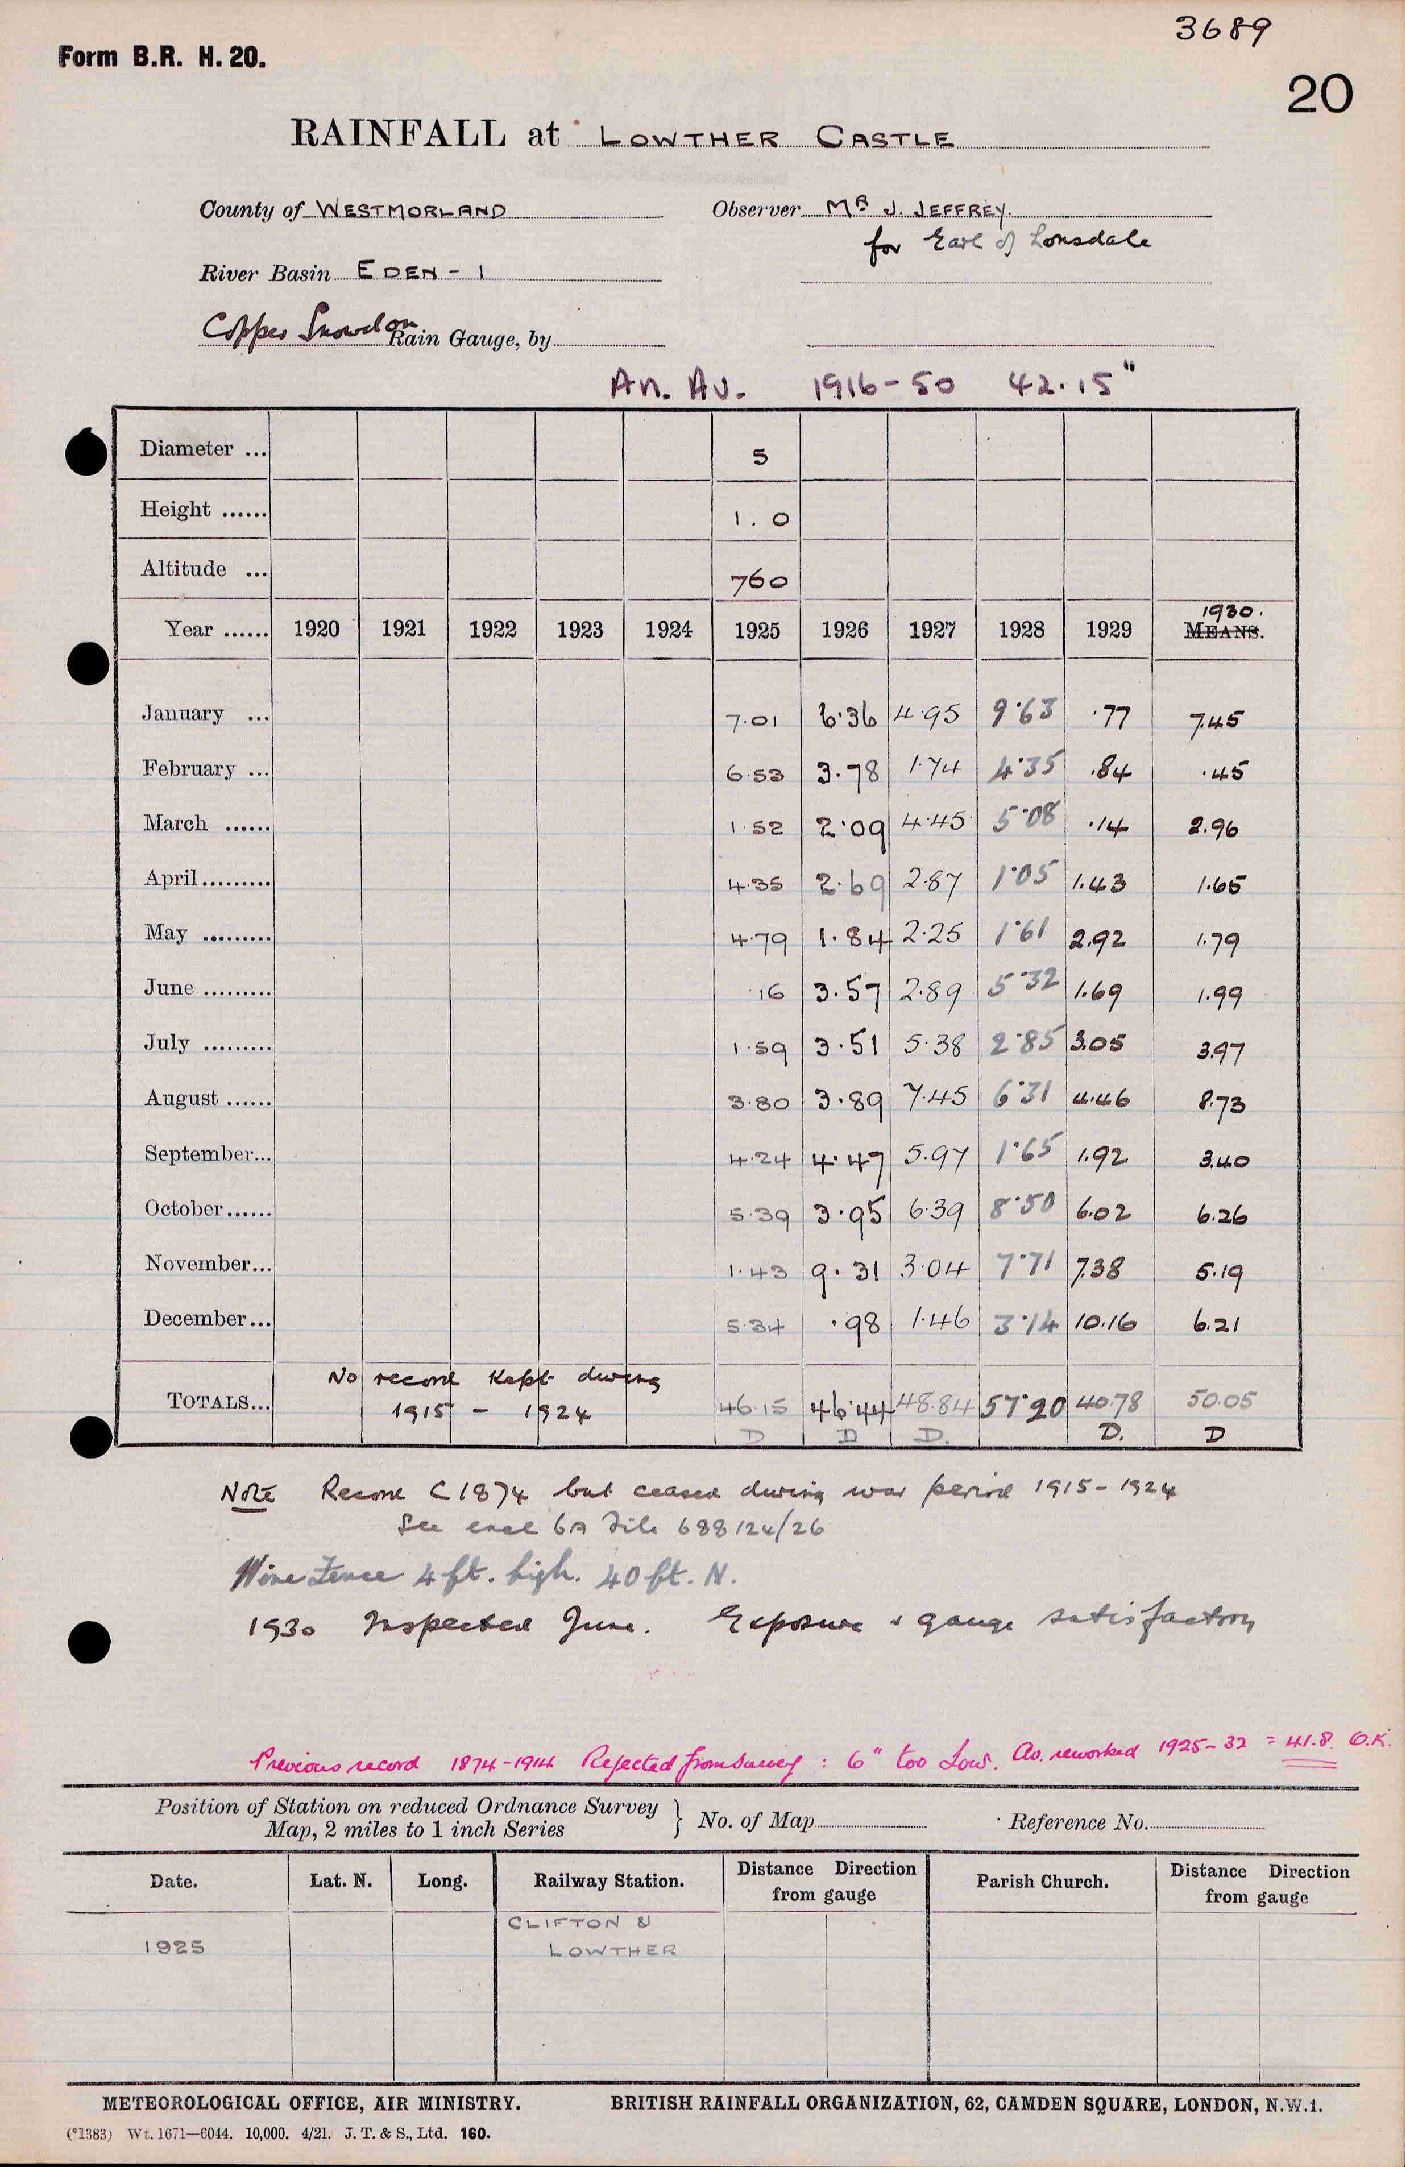 3689
Form B.R. H. 20.
20
RAINFALL at LOWTHER CASTLE
County of WESTMORLAND Observer MR J. JEFFREY.
for Earl of Lonsdale
River Basin EDEN - 1
Copper Snowdon Rain Gauge, by
An. Av. 1916-50 42.15"
Diameter ... 5
Height ...... 1.0
Altitude ... 760
1930.
Year ...... 1920 1921 1922 1923 1924 1925 1926 1927 1928 1929 MEANS.
January ... 7.01 6.36 4.95 9.63 .77 7.45
February ... 6.53 3.78 1.74 4.35 .84 .45
March ...... 1.52 2.09 4.45 5.08 .14 2.96
April ......... 4.35 2.69 2.87 1.05 1.43 1.65
May ......... 4.79 1.84 2.25 1.61 2.92 1.79
June ......... .16 3.57 2.89 5.32 1.69 1.99
July ......... 1.59 3.51 5.38 2.85 3.05 3.97
August ...... 3.80 3.89 7.45 6.31 4.46 8.73
September... 4.24 4.47 5.97 1.65 1.92 3.40
October ...... 5.39 3.95 6.39 8.50 6.02 6.26
November... 1.43 9.31 3.04 7.71 7.38 5.19
December... 5.34 .98 1.46 3.14 10.16 6.21
No record kept during
TOTALS... 1915 - 1924 46.15 46.44 48.84 57.20 40.78 50.05
D D D. D. D
NOTE Record C 1874 but ceased during war period 1915-1924
See encl 6A File 688124/26
Wire Fence 4 ft. high. 40 ft. N.
1930 Inspected June. Exposure & gauge satisfactory
Previous record 1874-1914 Rejected from Survey : 6" too Low. Av. reworked 1925-32 = 41.8. O.K.
Position of Station on reduced Ordnance Survey
Map, 2 miles to 1 inch Series } No. of Map Reference No.
Date. Lat. N. Long. Railway Station. Distance Direction from gauge Parish Church. Distance Direction from gauge
CLIFTON &
1925 LOWTHER
METEOROLOGICAL OFFICE, AIR MINISTRY. BRITISH RAINFALL ORGANIZATION, 62, CAMDEN SQUARE, LONDON, N.W.1.
(*1383) Wt. 1671—6044. 10,000. 4/21. J. T. & S., Ltd. 160.